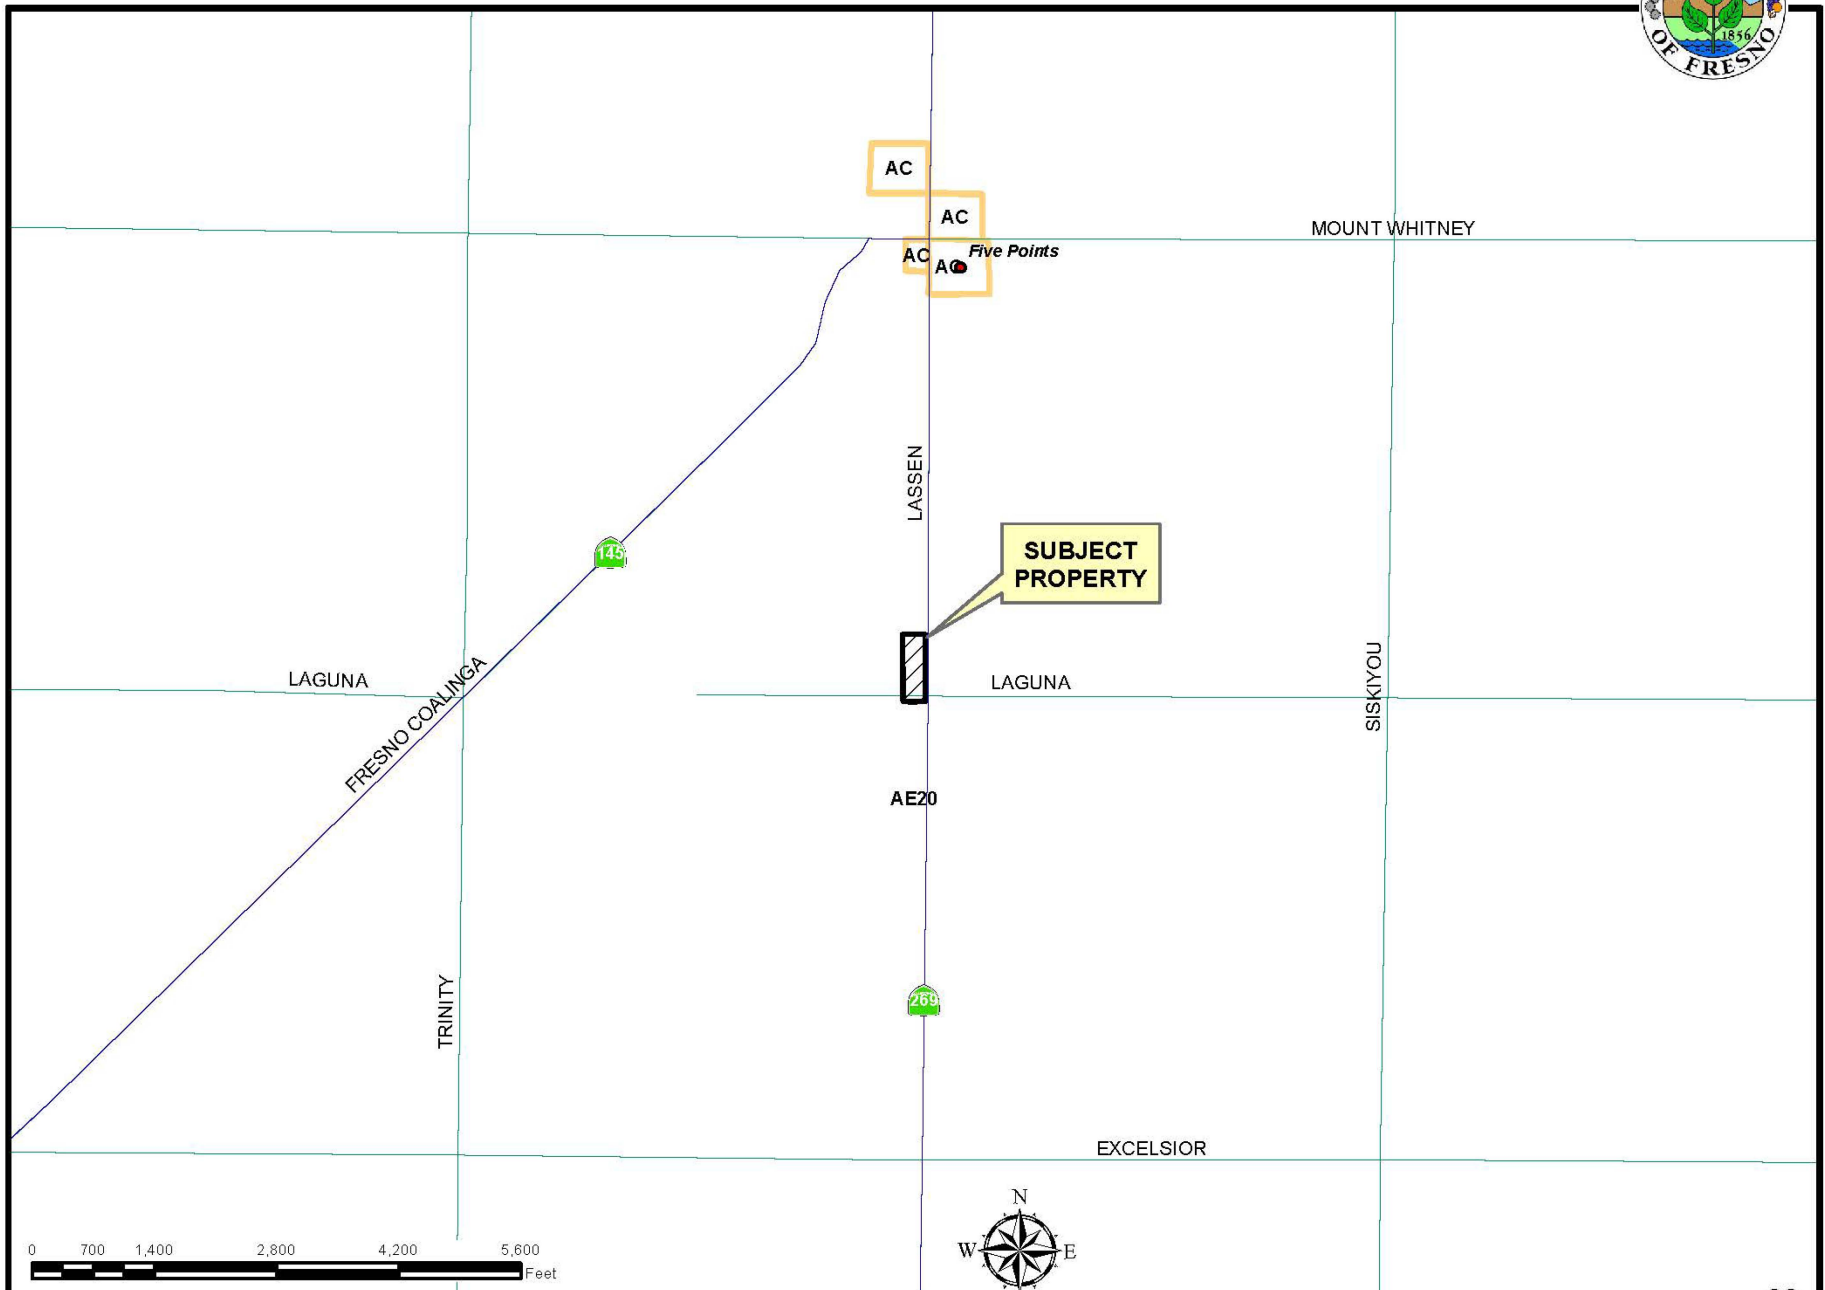 1856
OF FRESNO
AC
AC
MOUNT WHITNEY
AC
AC
Five Points
LASSEN
145
SUBJECT
PROPERTY
LAGUNA
FRESNO COALINGA
LAGUNA
SISKIYOU
AE20
TRINITY
269
EXCELSIOR
N
W
E
0 700 1,400 2,800 4,200 5,600
Feet